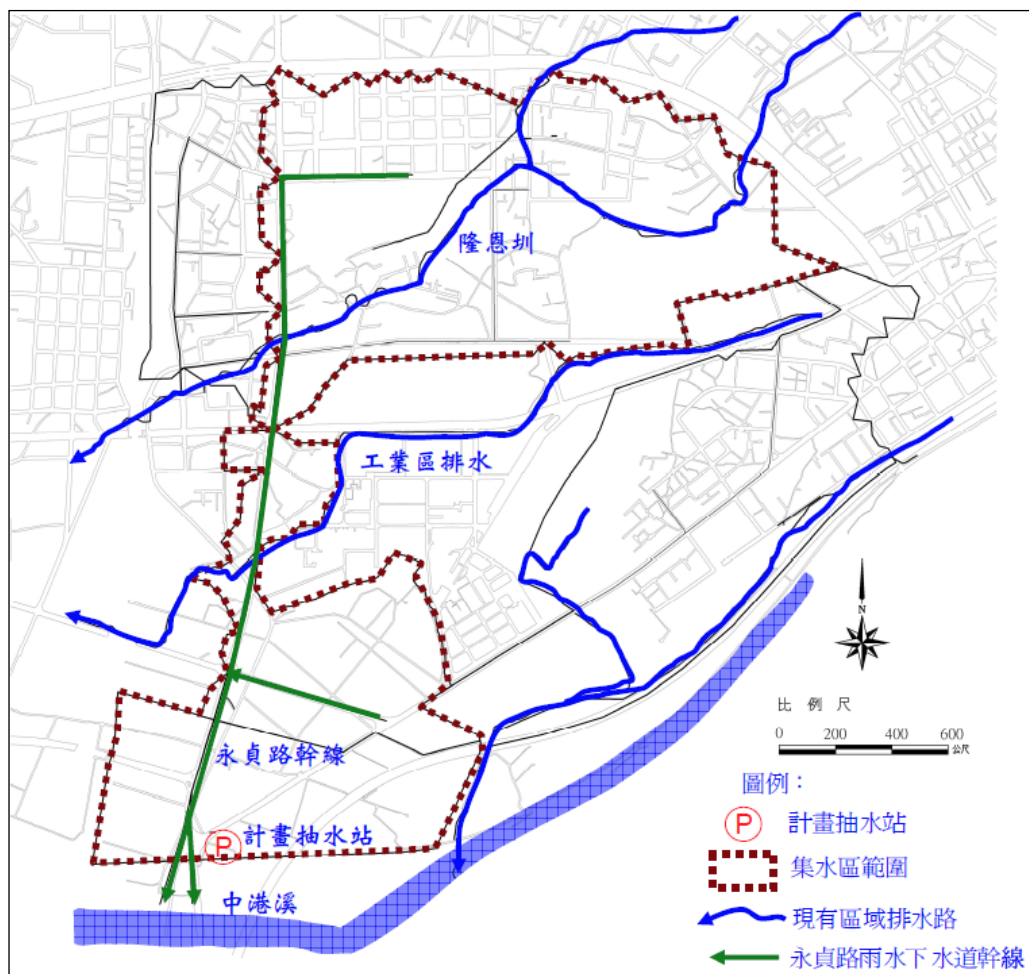 隆恩圳
工業區排水
永貞路幹線
P 計畫抽水站
中港溪
N
比例尺
0 200 400 600
公尺
圖例：
P 計畫抽水站
集水區範圍
現有區域排水路
永貞路雨水下水道幹線